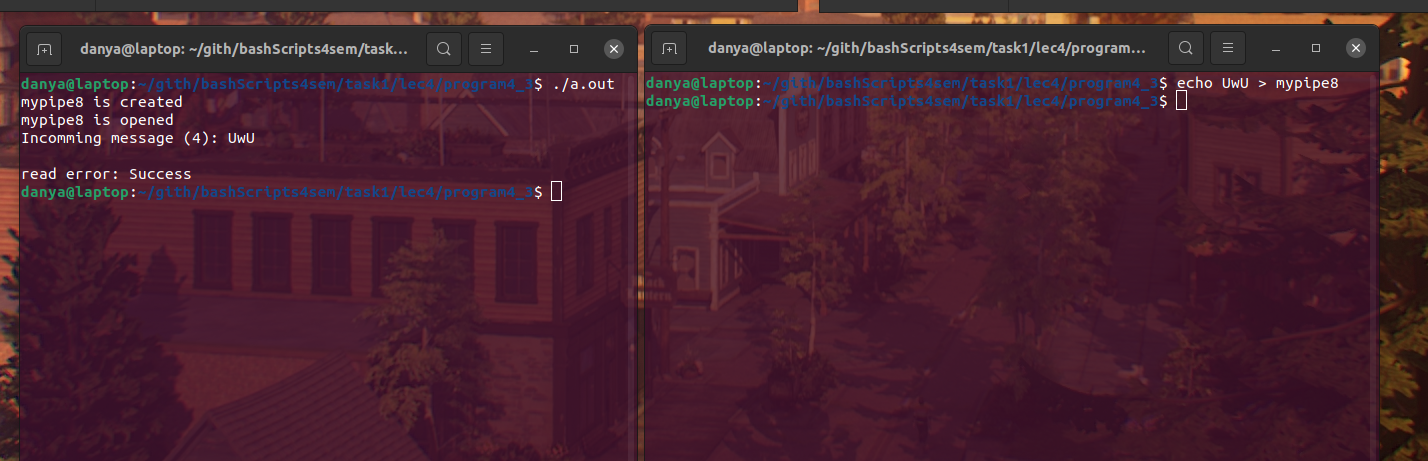 danya@laptop: ~/gith/bashScripts4sem/task...
danya@laptop:~/gith/bashScripts4sem/task1/lec4/program4_3$ ./a.out
mypipe8 is created
mypipe8 is opened
Incomming message (4): UwU
read error: Success
danya@laptop:~/gith/bashScripts4sem/task1/lec4/program4_3$
danya@laptop: ~/gith/bashScripts4sem/task1/lec4/program...
danya@laptop:~/gith/bashScripts4sem/task1/lec4/program4_3$ echo UwU > mypipe8
danya@laptop:~/gith/bashScripts4sem/task1/lec4/program4_3$